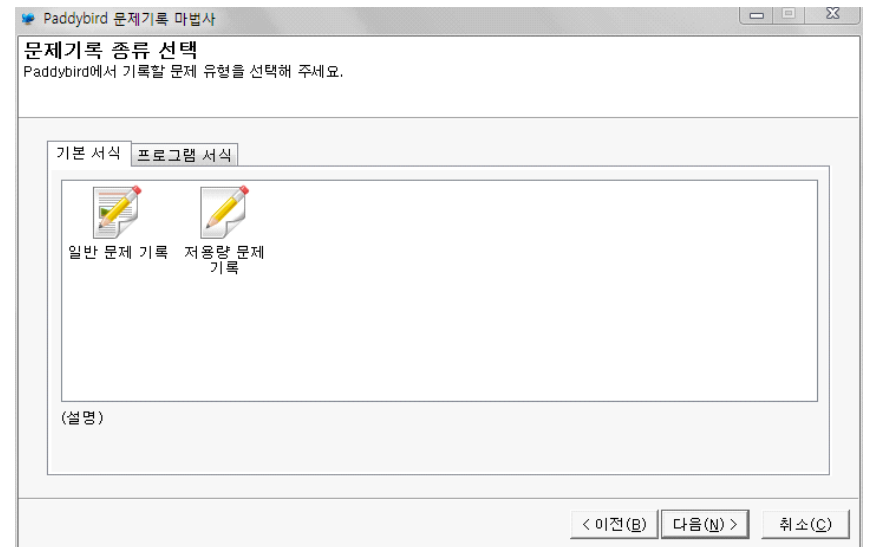 Paddybird 문제기록 마법사
문제기록 종류 선택
Paddybird에서 기록할 문제 유형을 선택해 주세요.
기본 서식 프로그램 서식
일반 문제 기록 저용량 문제
기록
(설명)
< 이전(B) 다음(N) > 취소(C)